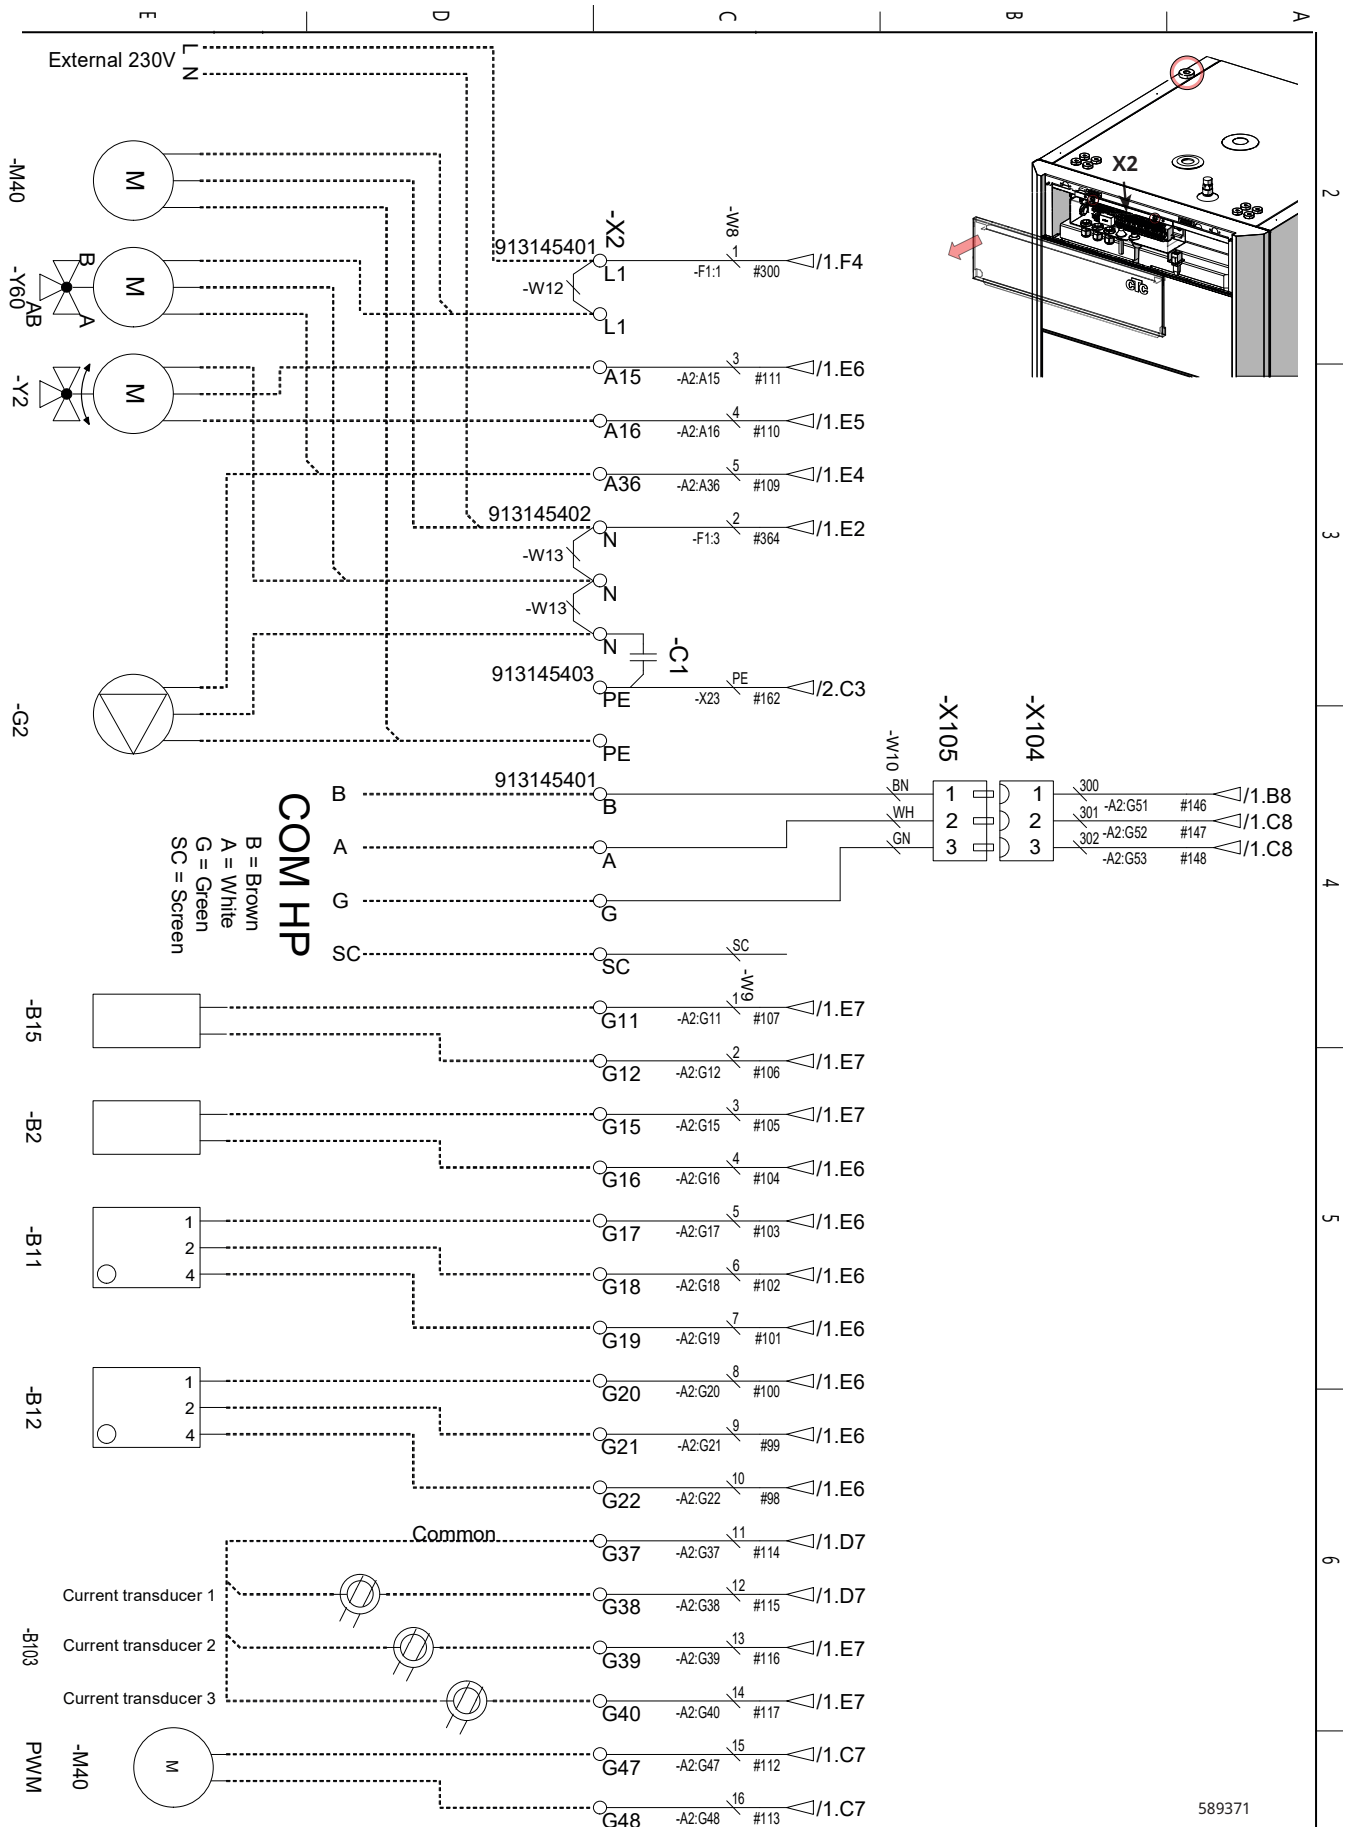 E D C B A
External 230V
L
N
2
X2
cTc
-M40
M
-X2
-W8
913145401
L1
-F1:1
1
#300
/1.F4
-W12
L1
-Y60
B
A
AB
M
-Y2
M
A15
-A2:A15
3
#111
/1.E6
A16
-A2:A16
4
#110
/1.E5
A36
-A2:A36
5
#109
/1.E4
913145402
N
-F1:3
2
#364
/1.E2
3
-W13
N
-W13
N
-C1
913145403
PE
-X23
PE
#162
/2.C3
-G2
PE
-X105
-X104
-W10
COM HP
B = Brown
A = White
G = Green
SC = Screen
B
913145401
B
BN
1
1
300
-A2:G51
#146
/1.B8
A
A
WH
2
2
301
-A2:G52
#147
/1.C8
G
G
GN
3
3
302
-A2:G53
#148
/1.C8
4
SC
SC
SC
-W9
-B15
G11
-A2:G11
1
#107
/1.E7
G12
-A2:G12
2
#106
/1.E7
-B2
G15
-A2:G15
3
#105
/1.E7
G16
-A2:G16
4
#104
/1.E6
5
-B11
1
2
4
G17
-A2:G17
5
#103
/1.E6
G18
-A2:G18
6
#102
/1.E6
G19
-A2:G19
7
#101
/1.E6
-B12
1
2
4
G20
-A2:G20
8
#100
/1.E6
G21
-A2:G21
9
#99
/1.E6
G22
-A2:G22
10
#98
/1.E6
6
Common
G37
-A2:G37
11
#114
/1.D7
Current transducer 1
G38
-A2:G38
12
#115
/1.D7
-B103
Current transducer 2
G39
-A2:G39
13
#116
/1.E7
Current transducer 3
G40
-A2:G40
14
#117
/1.E7
-M40
PWM
M
G47
-A2:G47
15
#112
/1.C7
G48
-A2:G48
16
#113
/1.C7
589371